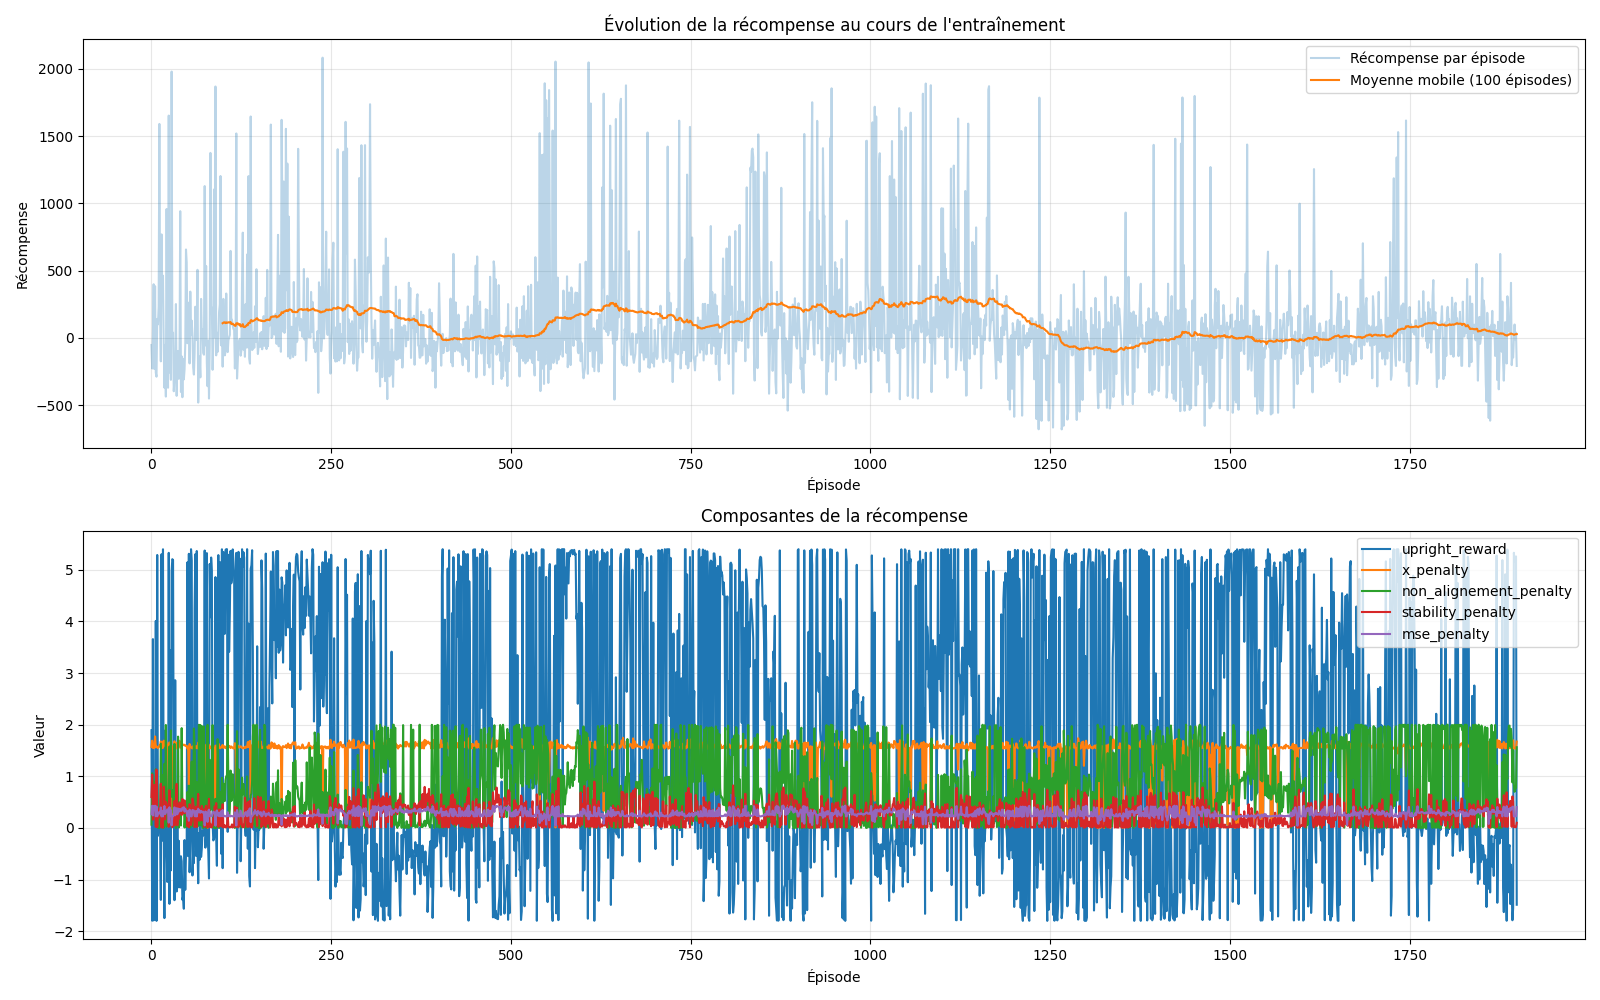 Évolution de la récompense au cours de l'entraînement
Récompense par épisode
Moyenne mobile (100 épisodes)
2000
1500
1000
500
0
−500
Récompense
0 250 500 750 1000 1250 1500 1750
Épisode
Composantes de la récompense
upright_reward
x_penalty
non_alignement_penalty
stability_penalty
mse_penalty
5
4
3
2
1
0
−1
−2
Valeur
0 250 500 750 1000 1250 1500 1750
Épisode